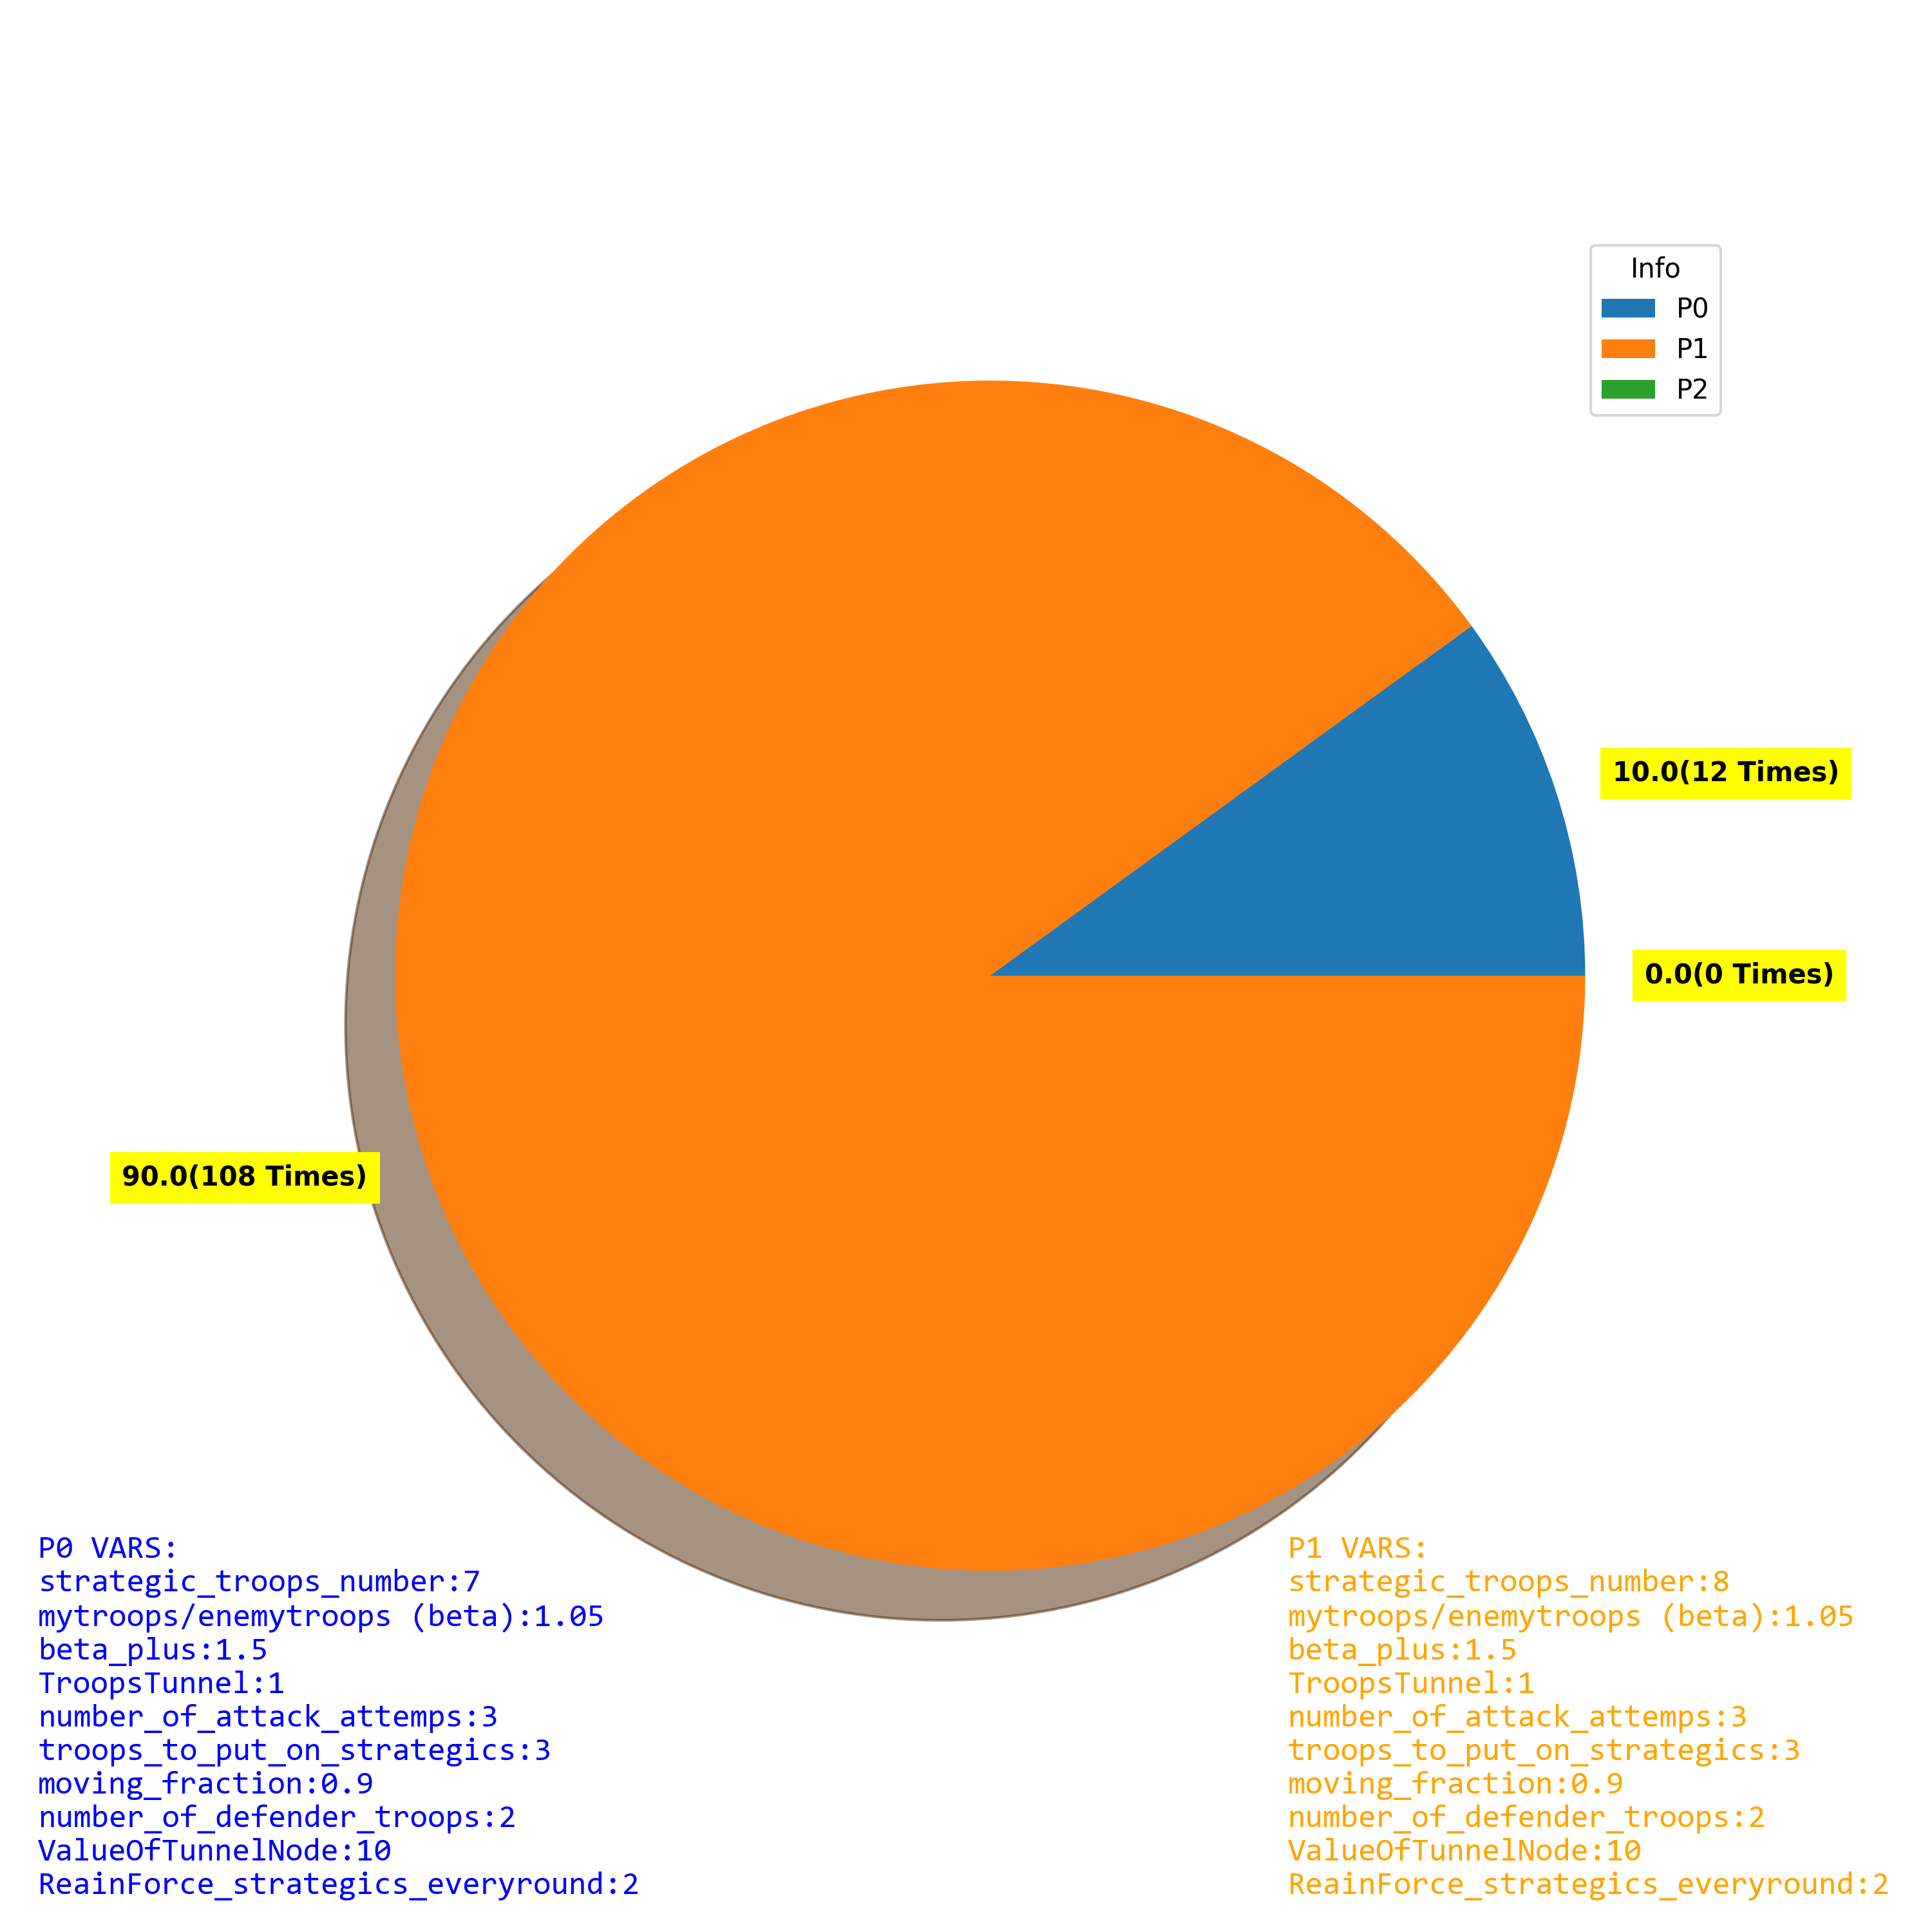 Info
P0
P1
P2
10.0(12 Times)
0.0(0 Times)
90.0(108 Times)
P0 VARS:
strategic_troops_number:7
mytroops/enemytroops (beta):1.05
beta_plus:1.5
TroopsTunnel:1
number_of_attack_attemps:3
troops_to_put_on_strategics:3
moving_fraction:0.9
number_of_defender_troops:2
ValueOfTunnelNode:10
ReainForce_strategics_everyround:2
P1 VARS:
strategic_troops_number:8
mytroops/enemytroops (beta):1.05
beta_plus:1.5
TroopsTunnel:1
number_of_attack_attemps:3
troops_to_put_on_strategics:3
moving_fraction:0.9
number_of_defender_troops:2
ValueOfTunnelNode:10
ReainForce_strategics_everyround:2